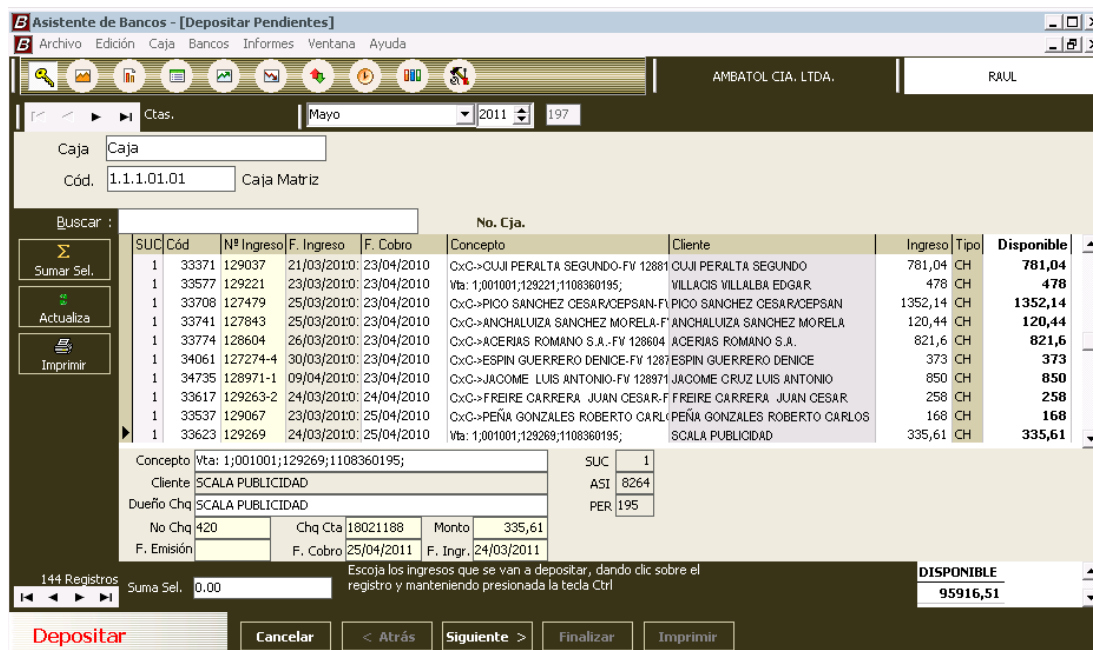 Asistente de Bancos - [Depositar Pendientes]
Archivo Edición Caja Bancos Informes Ventana Ayuda
AMBATOL CIA. LTDA. RAUL
Ctas. Mayo 2011 197
Caja Caja
Cód. 1.1.1.01.01 Caja Matriz
Buscar : No. Cja.
SUC Cód Nº Ingreso F. Ingreso F. Cobro Concepto Cliente Ingreso Tipo Disponible
1 33371 129037 21/03/2010: 23/04/2010 CxC->CUJI PERALTA SEGUNDO-FV 12881 CUJI PERALTA SEGUNDO 781,04 CH 781,04
1 33577 129221 23/03/2010: 23/04/2010 Vta: 1;001001;129221;1108360195; VILLACIS VILLALBA EDGAR 478 CH 478
1 33708 127479 25/03/2010: 23/04/2010 CxC->PICO SANCHEZ CESAR/CEPSAN-FV PICO SANCHEZ CESAR/CEPSAN 1352,14 CH 1352,14
1 33741 127843 25/03/2010: 23/04/2010 CxC->ANCHALUIZA SANCHEZ MORELA-F ANCHALUIZA SANCHEZ MORELA 120,44 CH 120,44
1 33774 128604 26/03/2010: 23/04/2010 CxC->ACERIAS ROMANO S.A.-FV 128604 ACERIAS ROMANO S.A. 821,6 CH 821,6
1 34061 127274-4 30/03/2010: 23/04/2010 CxC->ESPIN GUERRERO DENICE-FV 1287 ESPIN GUERRERO DENICE 373 CH 373
1 34735 128971-1 09/04/2010: 23/04/2010 CxC->JACOME LUIS ANTONIO-FV 128971 JACOME CRUZ LUIS ANTONIO 850 CH 850
1 33617 129263-2 24/03/2010: 24/04/2010 CxC->FREIRE CARRERA JUAN CESAR-F FREIRE CARRERA JUAN CESAR 258 CH 258
1 33537 129067 23/03/2010: 25/04/2010 CxC->PEÑA GONZALES ROBERTO CARL PEÑA GONZALES ROBERTO CARLOS 168 CH 168
1 33623 129269 24/03/2010: 25/04/2010 Vta: 1;001001;129269;1108360195; SCALA PUBLICIDAD 335,61 CH 335,61
Σ
Sumar Sel.
Actualiza
Imprimir
Concepto Vta: 1;001001;129269;1108360195; SUC 1
Cliente SCALA PUBLICIDAD ASI 8264
Dueño Chq SCALA PUBLICIDAD PER 195
No Chq 420 Chq Cta 18021188 Monto 335,61
F. Emisión F. Cobro 25/04/2011 F. Ingr. 24/03/2011
144 Registros Suma Sel. 0.00 Escoja los ingresos que se van a depositar, dando clic sobre el
registro y manteniendo presionada la tecla Ctrl
DISPONIBLE
95916,51
Depositar Cancelar < Atrás Siguiente > Finalizar Imprimir